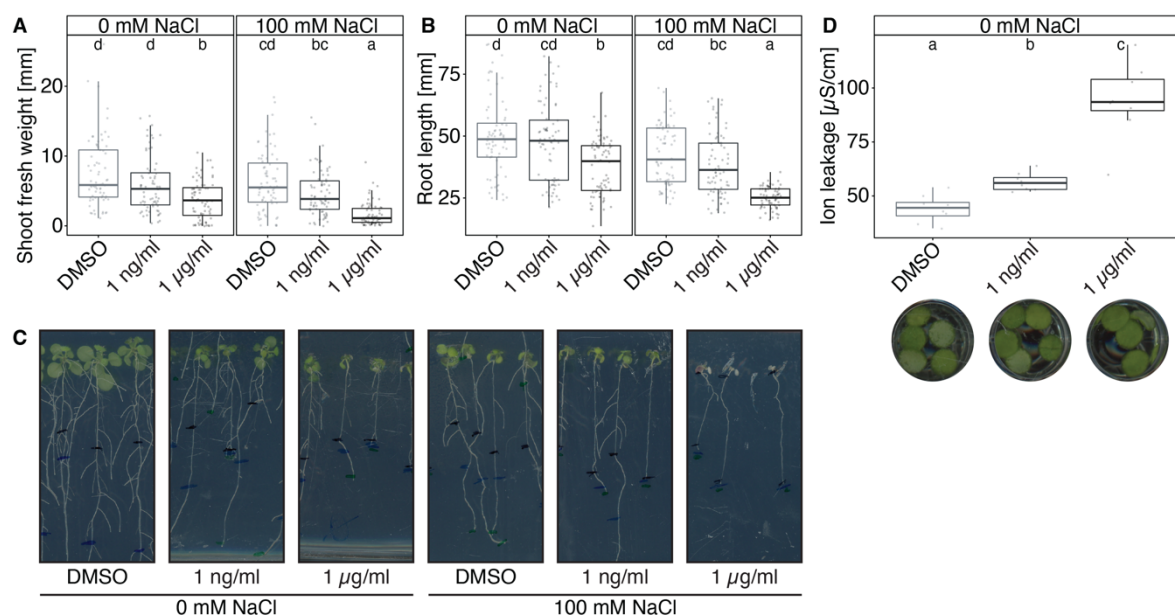 A
0 mM NaCl
100 mM NaCl
d
d
b
cd
bc
a
Shoot fresh weight [mm]
20
10
0
DMSO
1 ng/ml
1 µg/ml
DMSO
1 ng/ml
1 µg/ml
B
0 mM NaCl
100 mM NaCl
d
cd
b
cd
bc
a
Root length [mm]
75
50
25
DMSO
1 ng/ml
1 µg/ml
DMSO
1 ng/ml
1 µg/ml
D
0 mM NaCl
a
b
c
Ion leakage [µS/cm]
100
75
50
DMSO
1 ng/ml
1 µg/ml
C
DMSO
1 ng/ml
1 µg/ml
DMSO
1 ng/ml
1 µg/ml
0 mM NaCl
100 mM NaCl